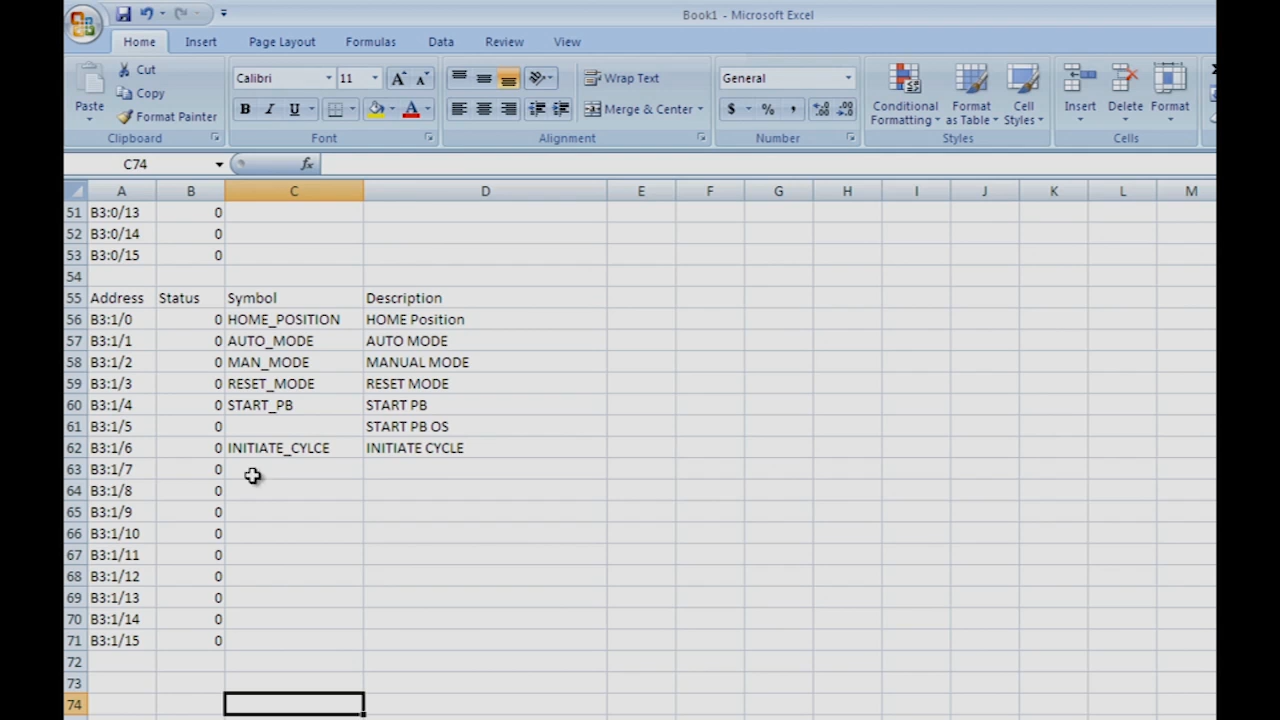 Book1 - Microsoft Excel
Home Insert Page Layout Formulas Data Review View
Cut
Copy
Format Painter
Paste
Clipboard
Calibri 11 A A
B I U A
Font
Wrap Text
Merge & Center
Alignment
General
$ % ,
Number
Conditional Formatting
Format as Table
Cell Styles
Styles
Insert Delete Format
Cells
C74 fx
A B C D E F G H I J K L M
51 B3:0/13 0
52 B3:0/14 0
53 B3:0/15 0
54
55 Address Status Symbol Description
56 B3:1/0 0 HOME_POSITION HOME Position
57 B3:1/1 0 AUTO_MODE AUTO MODE
58 B3:1/2 0 MAN_MODE MANUAL MODE
59 B3:1/3 0 RESET_MODE RESET MODE
60 B3:1/4 0 START_PB START PB
61 B3:1/5 0 START PB OS
62 B3:1/6 0 INITIATE_CYLCE INITIATE CYCLE
63 B3:1/7 0
64 B3:1/8 0
65 B3:1/9 0
66 B3:1/10 0
67 B3:1/11 0
68 B3:1/12 0
69 B3:1/13 0
70 B3:1/14 0
71 B3:1/15 0
72
73
74